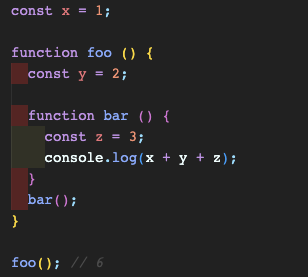 const x = 1;
function foo () {
const y = 2;
function bar () {
const z = 3;
console.log(x + y + z);
}
bar();
}
foo(); // 6